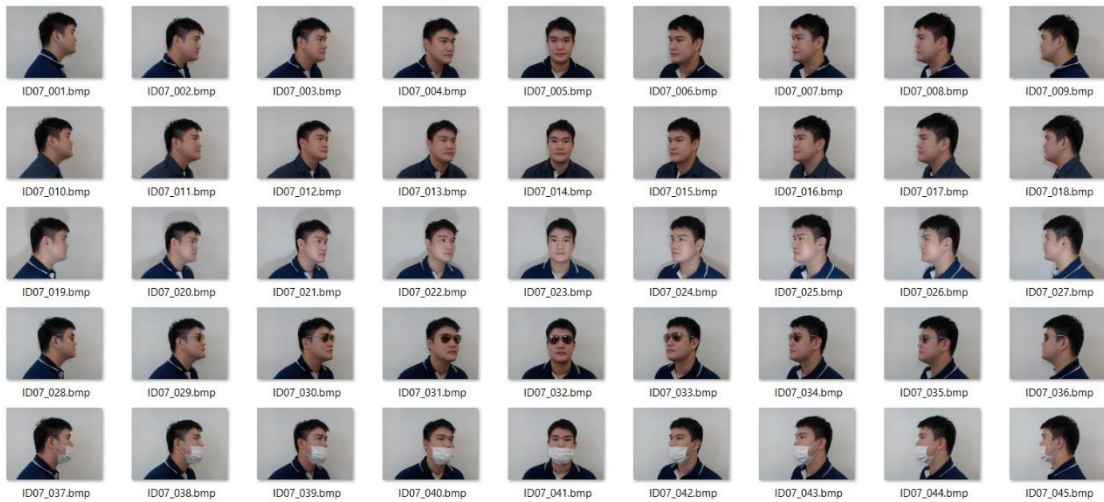 ID07_001.bmp ID07_002.bmp ID07_003.bmp ID07_004.bmp ID07_005.bmp ID07_006.bmp ID07_007.bmp ID07_008.bmp ID07_009.bmp
ID07_010.bmp ID07_011.bmp ID07_012.bmp ID07_013.bmp ID07_014.bmp ID07_015.bmp ID07_016.bmp ID07_017.bmp ID07_018.bmp
ID07_019.bmp ID07_020.bmp ID07_021.bmp ID07_022.bmp ID07_023.bmp ID07_024.bmp ID07_025.bmp ID07_026.bmp ID07_027.bmp
ID07_028.bmp ID07_029.bmp ID07_030.bmp ID07_031.bmp ID07_032.bmp ID07_033.bmp ID07_034.bmp ID07_035.bmp ID07_036.bmp
ID07_037.bmp ID07_038.bmp ID07_039.bmp ID07_040.bmp ID07_041.bmp ID07_042.bmp ID07_043.bmp ID07_044.bmp ID07_045.bmp